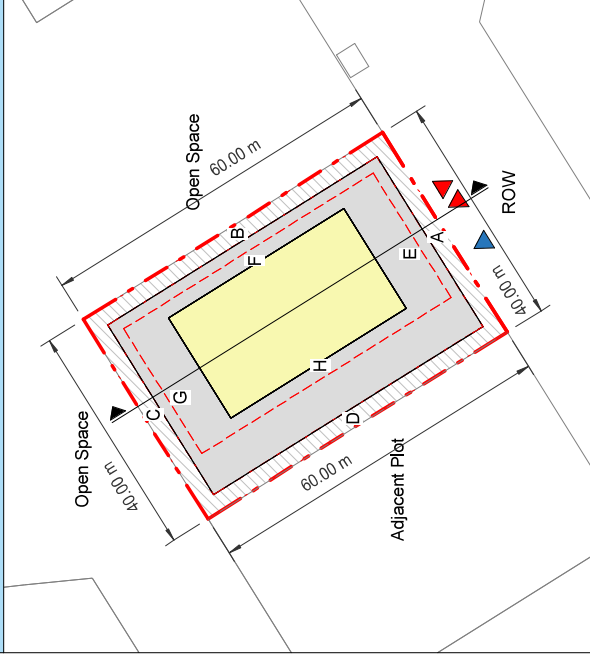 Open Space
60.00 m
B
F
ROW
A
E
40.00 m
H
G
C
D
Open Space
40.00 m
60.00 m
Adjacent Plot